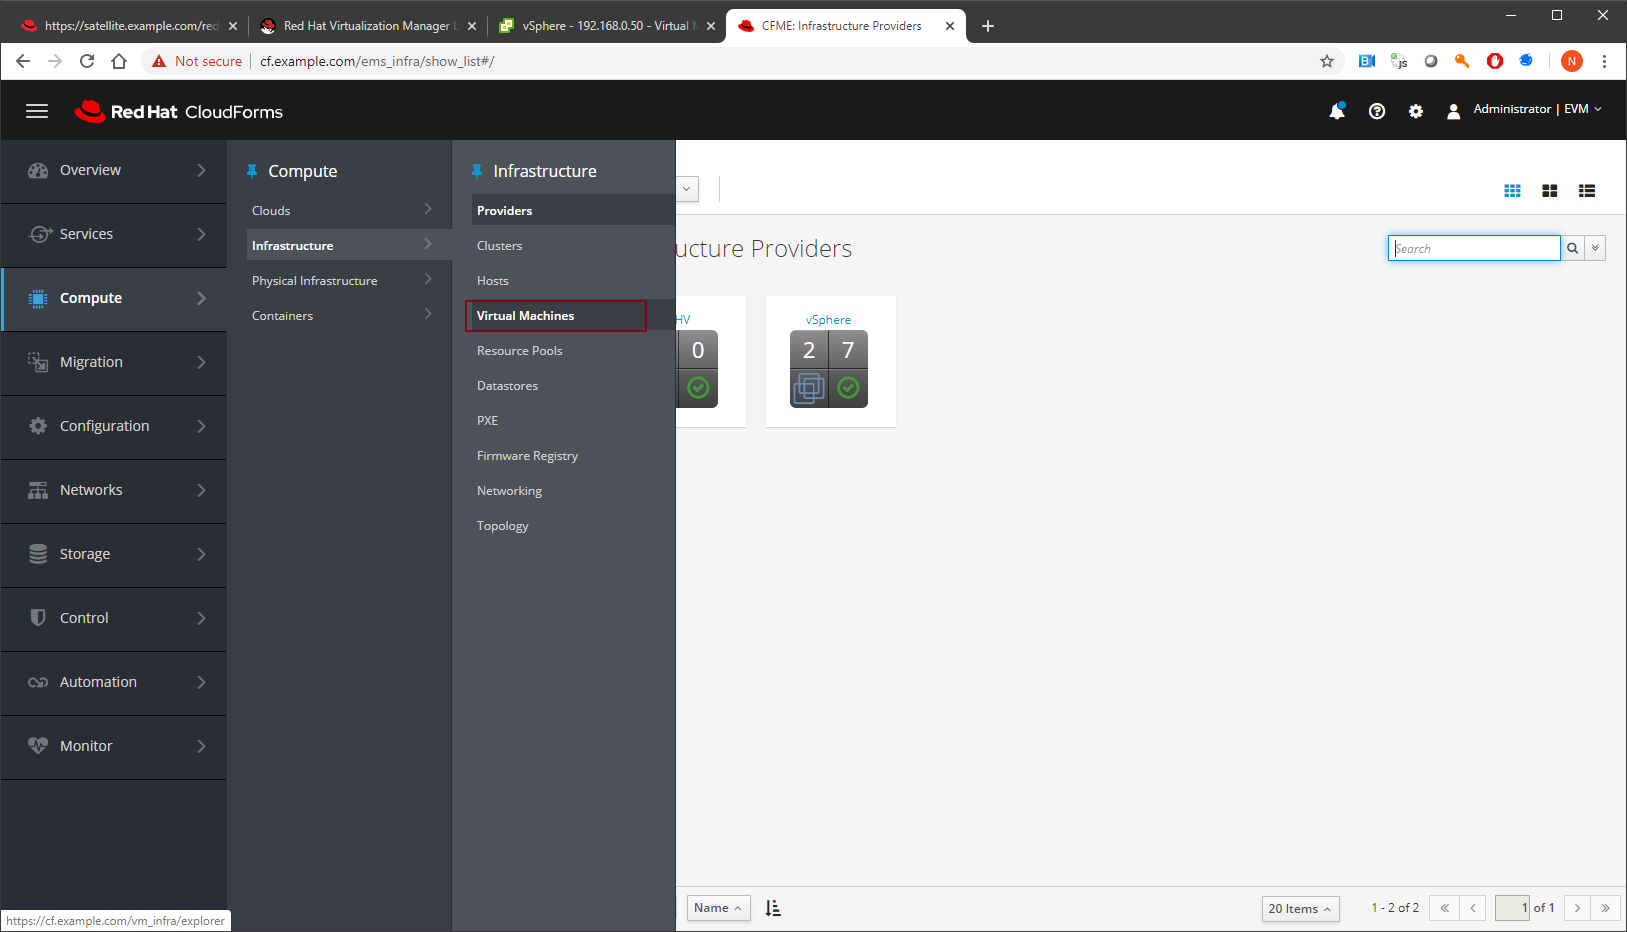 https://satellite.example.com/red
Red Hat Virtualization Manager L
vSphere - 192.168.0.50 - Virtual M
CFME: Infrastructure Providers
Not secure
cf.example.com/ems_infra/show_list#/
B
js
N
Red Hat CloudForms
Administrator | EVM
Overview
Services
Compute
Migration
Configuration
Networks
Storage
Control
Automation
Monitor
Compute
Clouds
Infrastructure
Physical Infrastructure
Containers
Infrastructure
Providers
Clusters
Hosts
Virtual Machines
Resource Pools
Datastores
PXE
Firmware Registry
Networking
Topology
ucture Providers
Search
HV
0
vSphere
2 7
Name
20 Items
1 - 2 of 2
1 of 1
https://cf.example.com/vm_infra/explorer